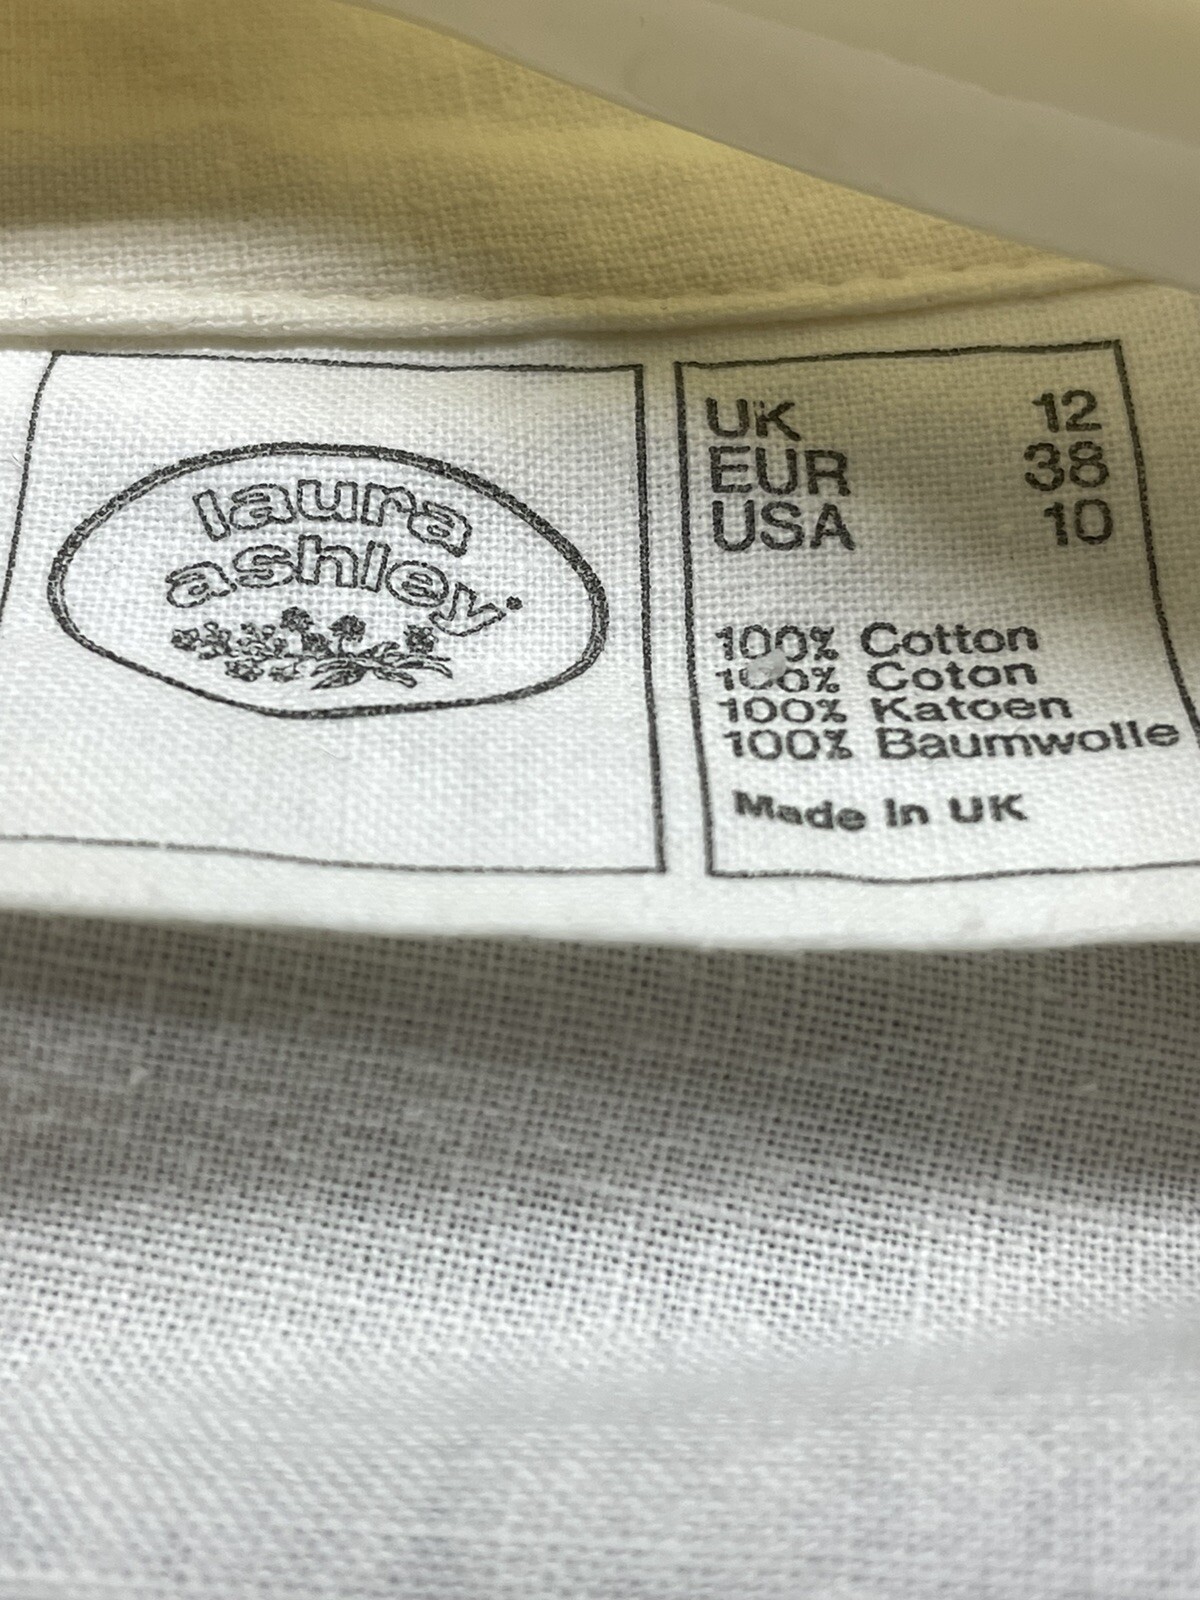 laura
ashley
UK 12
EUR 38
USA 10
100% Cotton
100% Coton
100% Katoen
100% Baumwolle
Made in UK